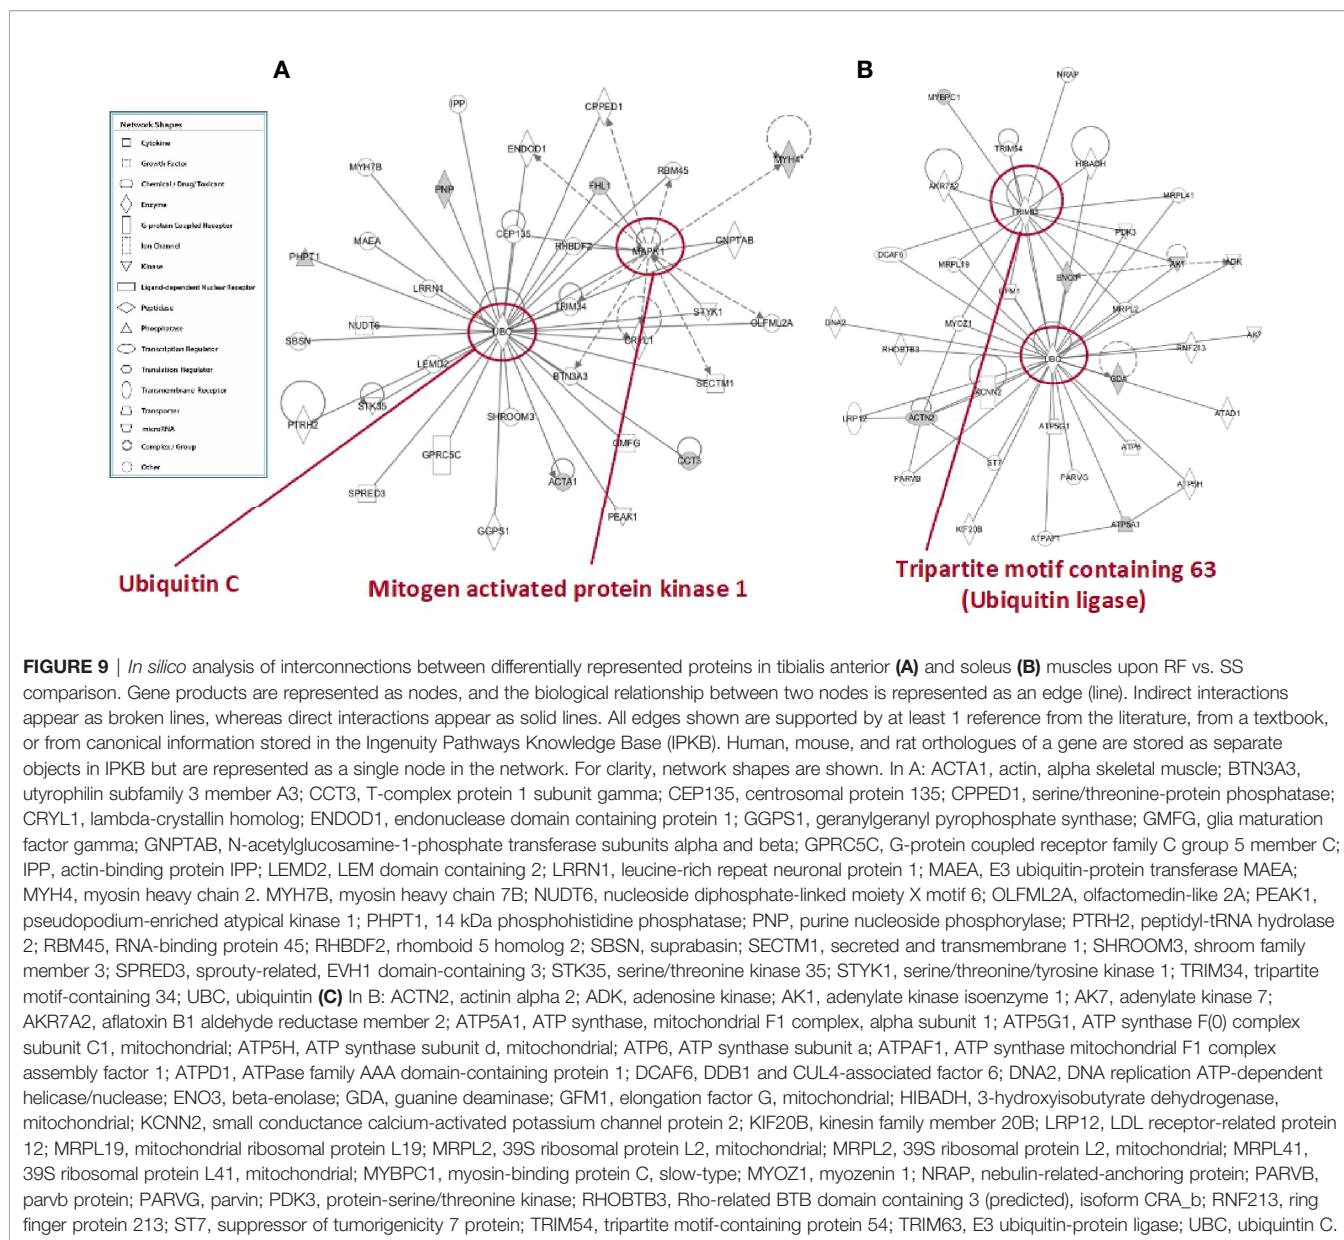 A
B
Network Shapes
Cytokine
Growth Factor
Chemical / Drug/ Toxicant
Enzyme
G-protein Coupled Receptor
Ion Channel
Kinase
Ligand-dependent Nuclear Receptor
Peptidase
Phosphatase
Transcription Regulator
Translation Regulator
Transmembrane Receptor
Transporter
microRNA
Complex / Group
Other
IPP
CPPED1
ENDOD1
MYH4*
MYH7B
PNP
FHL1
RBM45
MAEA
CEP135
RHBDF2
MAPK1
GNPTAB
PHPT1
LRRN1
TRIM34
STYK1
OLFML2A
SBSN
NUDT6
UBC
CRYL1
LEMD2
BTN3A3
SECTM1
PTRH2
STK35
SHROOM3
GPRC5C
GMFG
CCT3
SPRED3
ACTA1
GGPS1
PEAK1
NRAP
MYBPC1
TRIM54
HIBADH
AKR7A2
TRIM63
MRPL41
PDK3
DCAF6
MRPL19
ENO3
AK1
ADK
GFM1
MRPL2
DNA2
MYOZ1
RHOBTB3
UBC
RNF213
AK7
GDA
KCNN2
LRP12
ACTN2
ATP5G1
ATAD1
ATP6
ST7
PARVB
PARVG
ATP5H
KIF20B
ATPAF1
ATP5A1
Ubiquitin C
Mitogen activated protein kinase 1
Tripartite motif containing 63
(Ubiquitin ligase)
FIGURE 9 | In silico analysis of interconnections between differentially represented proteins in tibialis anterior (A) and soleus (B) muscles upon RF vs. SS
comparison. Gene products are represented as nodes, and the biological relationship between two nodes is represented as an edge (line). Indirect interactions
appear as broken lines, whereas direct interactions appear as solid lines. All edges shown are supported by at least 1 reference from the literature, from a textbook,
or from canonical information stored in the Ingenuity Pathways Knowledge Base (IPKB). Human, mouse, and rat orthologues of a gene are stored as separate
objects in IPKB but are represented as a single node in the network. For clarity, network shapes are shown. In A: ACTA1, actin, alpha skeletal muscle; BTN3A3,
utyrophilin subfamily 3 member A3; CCT3, T-complex protein 1 subunit gamma; CEP135, centrosomal protein 135; CPPED1, serine/threonine-protein phosphatase;
CRYL1, lambda-crystallin homolog; ENDOD1, endonuclease domain containing protein 1; GGPS1, geranylgeranyl pyrophosphate synthase; GMFG, glia maturation
factor gamma; GNPTAB, N-acetylglucosamine-1-phosphate transferase subunits alpha and beta; GPRC5C, G-protein coupled receptor family C group 5 member C;
IPP, actin-binding protein IPP; LEMD2, LEM domain containing 2; LRRN1, leucine-rich repeat neuronal protein 1; MAEA, E3 ubiquitin-protein transferase MAEA;
MYH4, myosin heavy chain 2. MYH7B, myosin heavy chain 7B; NUDT6, nucleoside diphosphate-linked moiety X motif 6; OLFML2A, olfactomedin-like 2A; PEAK1,
pseudopodium-enriched atypical kinase 1; PHPT1, 14 kDa phosphohistidine phosphatase; PNP, purine nucleoside phosphorylase; PTRH2, peptidyl-tRNA hydrolase
2; RBM45, RNA-binding protein 45; RHBDF2, rhomboid 5 homolog 2; SBSN, suprabasin; SECTM1, secreted and transmembrane 1; SHROOM3, shroom family
member 3; SPRED3, sprouty-related, EVH1 domain-containing 3; STK35, serine/threonine kinase 35; STYK1, serine/threonine/tyrosine kinase 1; TRIM34, tripartite
motif-containing 34; UBC, ubiquintin (C) In B: ACTN2, actinin alpha 2; ADK, adenosine kinase; AK1, adenylate kinase isoenzyme 1; AK7, adenylate kinase 7;
AKR7A2, aflatoxin B1 aldehyde reductase member 2; ATP5A1, ATP synthase, mitochondrial F1 complex, alpha subunit 1; ATP5G1, ATP synthase F(0) complex
subunit C1, mitochondrial; ATP5H, ATP synthase subunit d, mitochondrial; ATP6, ATP synthase subunit a; ATPAF1, ATP synthase mitochondrial F1 complex
assembly factor 1; ATPD1, ATPase family AAA domain-containing protein 1; DCAF6, DDB1 and CUL4-associated factor 6; DNA2, DNA replication ATP-dependent
helicase/nuclease; ENO3, beta-enolase; GDA, guanine deaminase; GFM1, elongation factor G, mitochondrial; HIBADH, 3-hydroxyisobutyrate dehydrogenase,
mitochondrial; KCNN2, small conductance calcium-activated potassium channel protein 2; KIF20B, kinesin family member 20B; LRP12, LDL receptor-related protein
12; MRPL19, mitochondrial ribosomal protein L19; MRPL2, 39S ribosomal protein L2, mitochondrial; MRPL2, 39S ribosomal protein L2, mitochondrial; MRPL41,
39S ribosomal protein L41, mitochondrial; MYBPC1, myosin-binding protein C, slow-type; MYOZ1, myozenin 1; NRAP, nebulin-related-anchoring protein; PARVB,
parvb protein; PARVG, parvin; PDK3, protein-serine/threonine kinase; RHOBTB3, Rho-related BTB domain containing 3 (predicted), isoform CRA_b; RNF213, ring
finger protein 213; ST7, suppressor of tumorigenicity 7 protein; TRIM54, tripartite motif-containing protein 54; TRIM63, E3 ubiquitin-protein ligase; UBC, ubiquintin C.